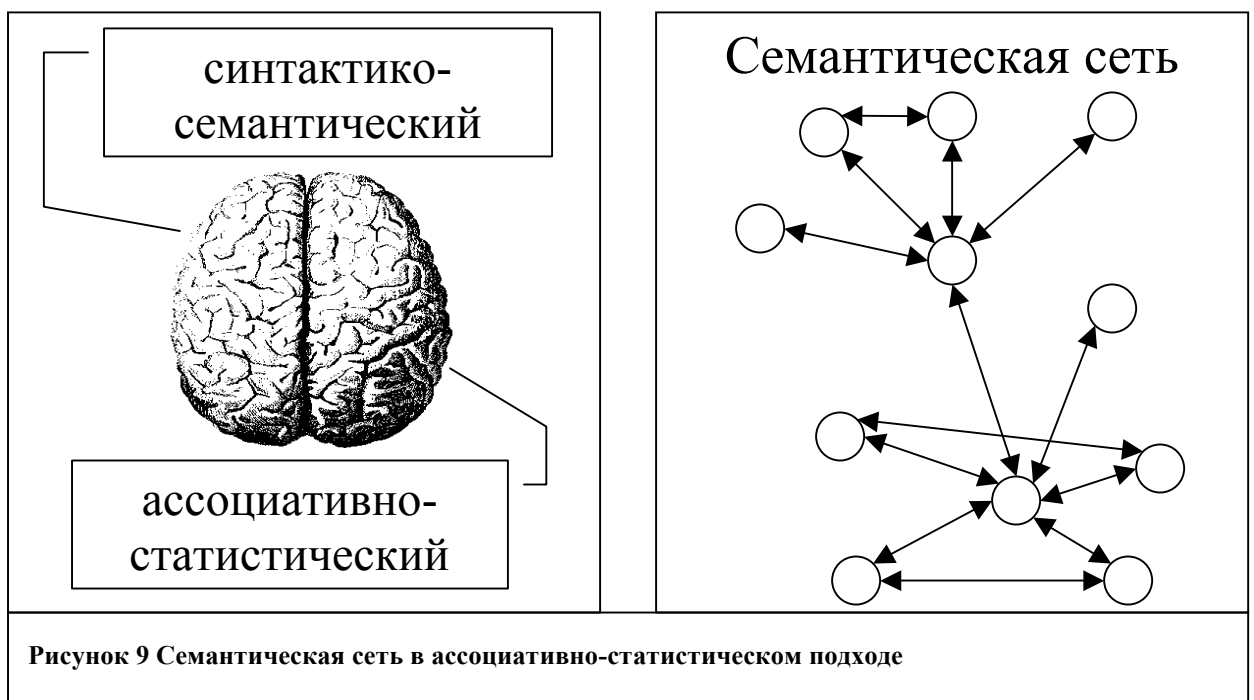 синтактико-
семантический
ассоциативно-
статистический
Семантическая сеть
Рисунок 9 Семантическая сеть в ассоциативно-статистическом подходе